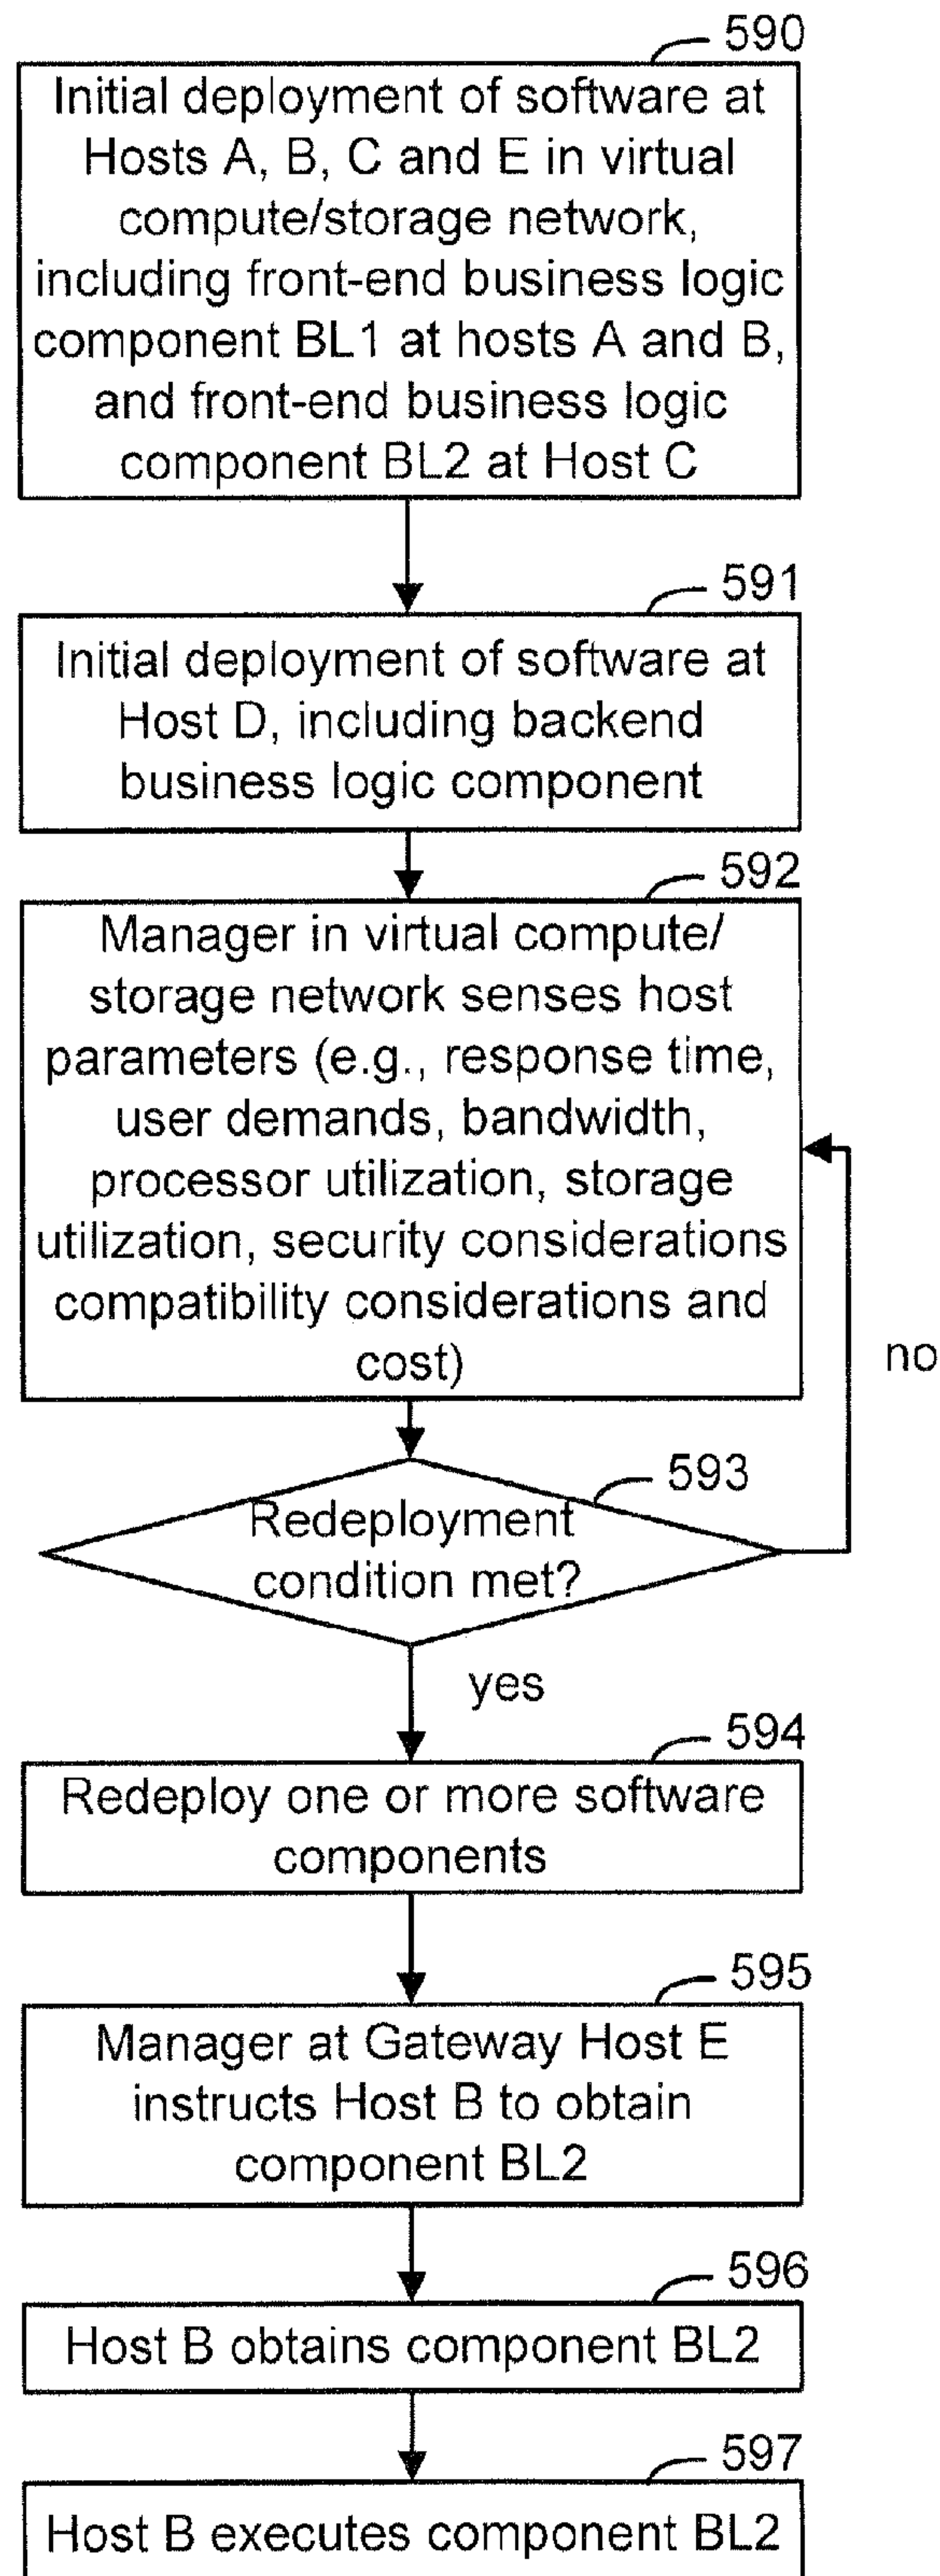 590
Initial deployment of software at
Hosts A, B, C and E in virtual
compute/storage network,
including front-end business logic
component BL1 at hosts A and B,
and front-end business logic
component BL2 at Host C
591
Initial deployment of software at
Host D, including backend
business logic component
592
Manager in virtual compute/
storage network senses host
parameters (e.g., response time,
user demands, bandwidth,
processor utilization, storage
utilization, security considerations
compatibility considerations and
cost)
no
593
Redeployment
condition met?
yes
594
Redeploy one or more software
components
595
Manager at Gateway Host E
instructs Host B to obtain
component BL2
596
Host B obtains component BL2
597
Host B executes component BL2